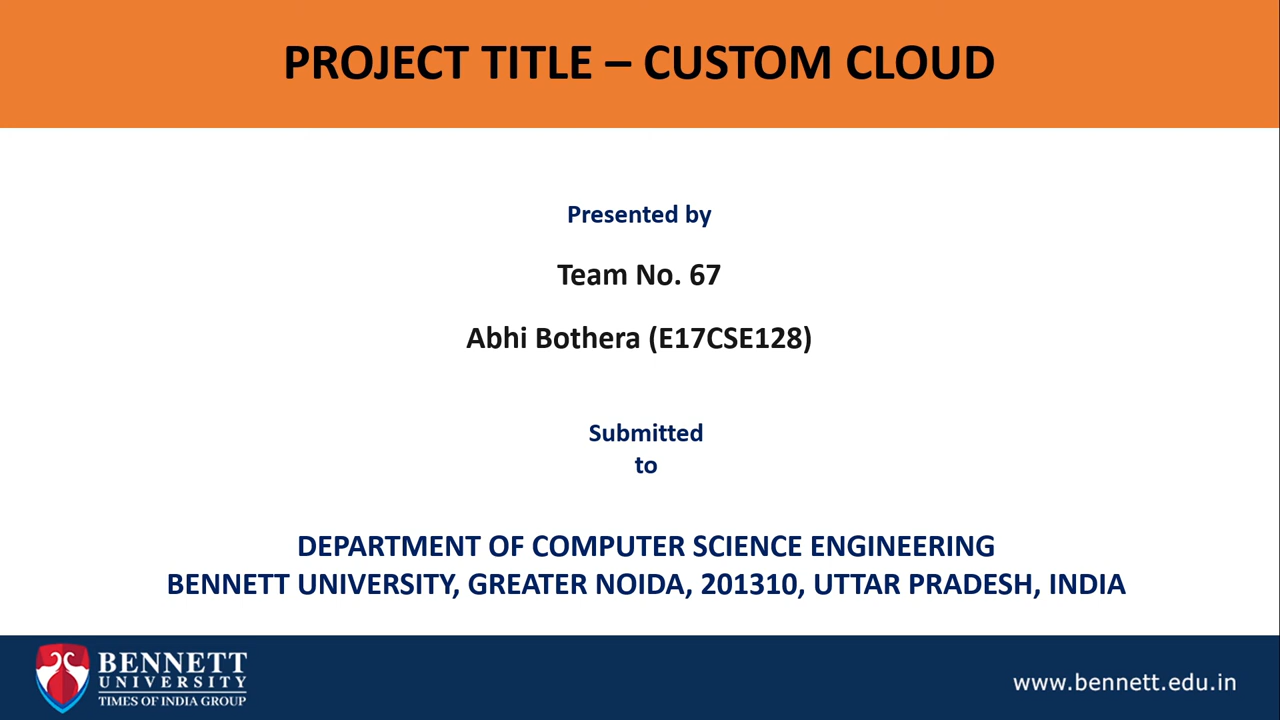 PROJECT TITLE – CUSTOM CLOUD
Presented by
Team No. 67
Abhi Bothera (E17CSE128)
Submitted
to
DEPARTMENT OF COMPUTER SCIENCE ENGINEERING
BENNETT UNIVERSITY, GREATER NOIDA, 201310, UTTAR PRADESH, INDIA
BENNETT
UNIVERSITY
TIMES OF INDIA GROUP
www.bennett.edu.in